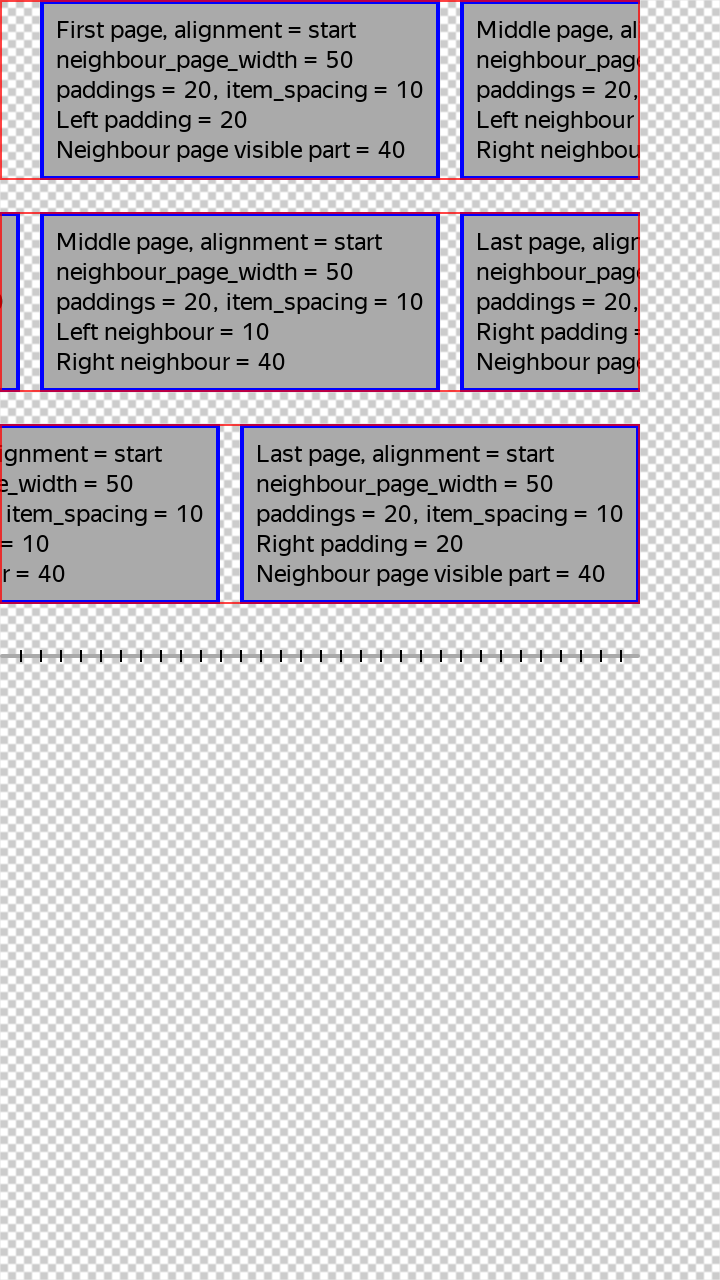 First page, alignment = start
neighbour_page_width = 50
paddings = 20, item_spacing = 10
Left padding = 20
Neighbour page visible part = 40
Middle page, al
neighbour_page
paddings = 20,
Left neighbour
Right neighbou
Middle page, alignment = start
neighbour_page_width = 50
paddings = 20, item_spacing = 10
Left neighbour = 10
Right neighbour = 40
Last page, alignr
neighbour_page
paddings = 20,
Right padding =
Neighbour page
ignment = start
e_width = 50
item_spacing = 10
= 10
r = 40
Last page, alignment = start
neighbour_page_width = 50
paddings = 20, item_spacing = 10
Right padding = 20
Neighbour page visible part = 40